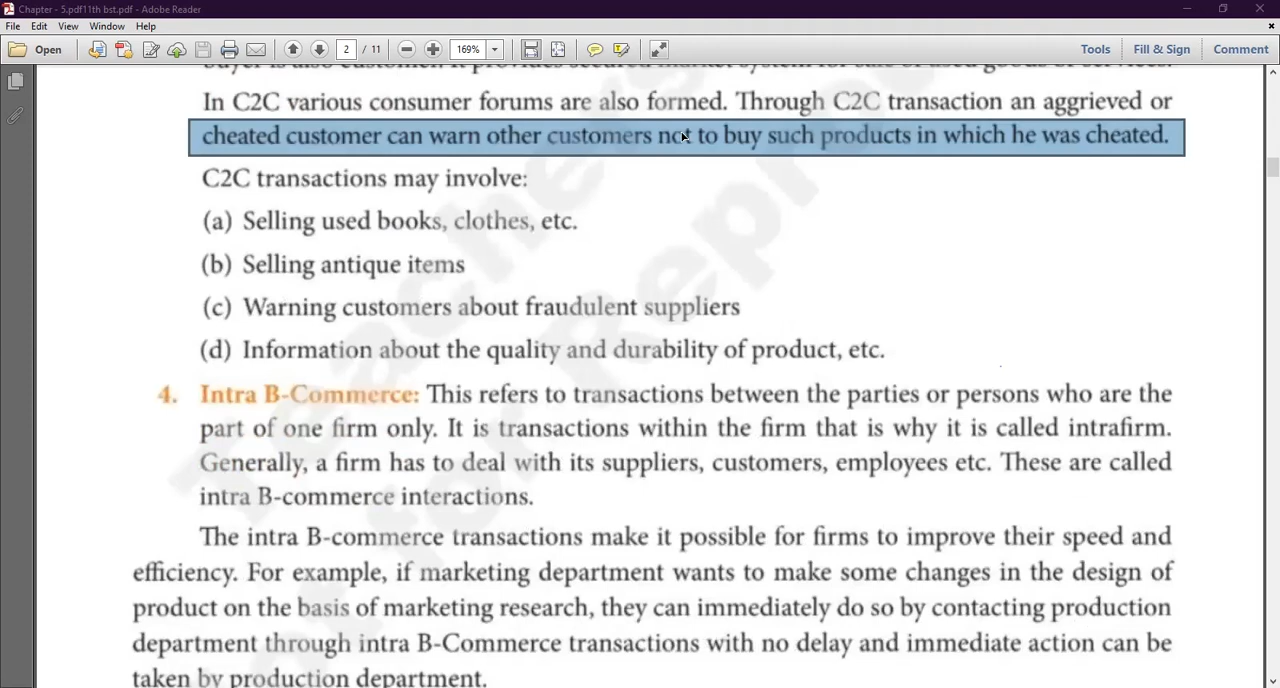 Chapter - 5.pdf11th bst.pdf - Adobe Reader
File Edit View Window Help
Open 2 / 11 169% Tools Fill & Sign Comment
In C2C various consumer forums are also formed. Through C2C transaction an aggrieved or
cheated customer can warn other customers not to buy such products in which he was cheated.
C2C transactions may involve:
(a) Selling used books, clothes, etc.
(b) Selling antique items
(c) Warning customers about fraudulent suppliers
(d) Information about the quality and durability of product, etc.
4. Intra B-Commerce: This refers to transactions between the parties or persons who are the
part of one firm only. It is transactions within the firm that is why it is called intrafirm.
Generally, a firm has to deal with its suppliers, customers, employees etc. These are called
intra B-commerce interactions.
The intra B-commerce transactions make it possible for firms to improve their speed and
efficiency. For example, if marketing department wants to make some changes in the design of
product on the basis of marketing research, they can immediately do so by contacting production
department through intra B-Commerce transactions with no delay and immediate action can be
taken by production department.